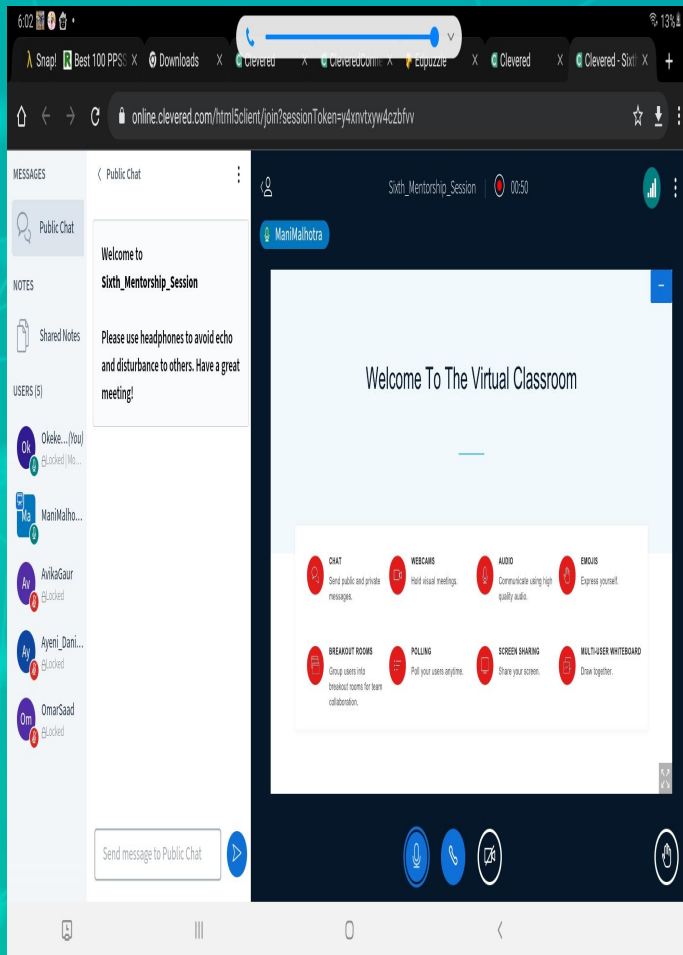 6:02
13%
Snapl
Best 100 PPSS
Downloads
Clevered
CleveredConne
Edpuzzle
Clevered
Clevered - Sixth
online.clevered.com/html5client/join?sessionToken=y4xnvtxyw4czbfvv
MESSAGES
Public Chat
NOTES
Shared Notes
USERS (5)
Ok
Okeke... (You)
Locked | Mo...
Ma
ManiMalho...
Av
AvikaGaur
Locked
Ay
Ayeni_Dani...
Locked
Om
OmarSaad
Locked
Public Chat
Welcome to
Sixth_Mentorship_Session
Please use headphones to avoid echo
and disturbance to others. Have a great
meeting!
Send message to Public Chat
Sixth_Mentorship_Session | 00:50
ManiMalhotra
Welcome To The Virtual Classroom
CHAT
Send public and private
messages.
WEBCAMS
Hold visual meetings.
AUDIO
Communicate using high
quality audio.
EMOJIS
Express yourself.
BREAKOUT ROOMS
Group users into
breakout rooms for team
collaboration.
POLLING
Poll your users anytime.
SCREEN SHARING
Share your screen.
MULTI-USER WHITEBOARD
Draw together.